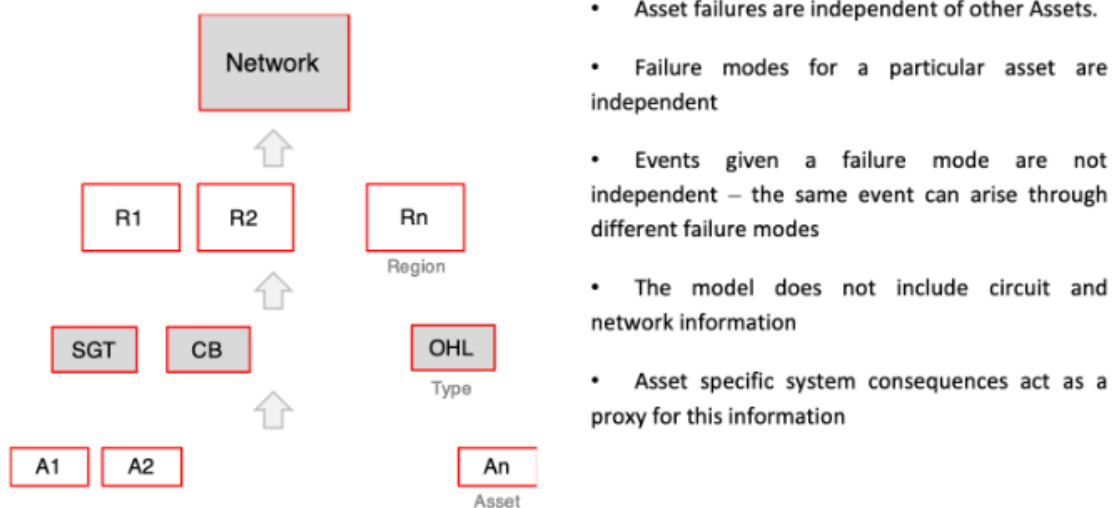 Network
R1 R2 Rn
Region
SGT CB OHL
Type
A1 A2 An
Asset
• Asset failures are independent of other Assets.
• Failure modes for a particular asset are
independent
• Events given a failure mode are not
independent – the same event can arise through
different failure modes
• The model does not include circuit and
network information
• Asset specific system consequences act as a
proxy for this information